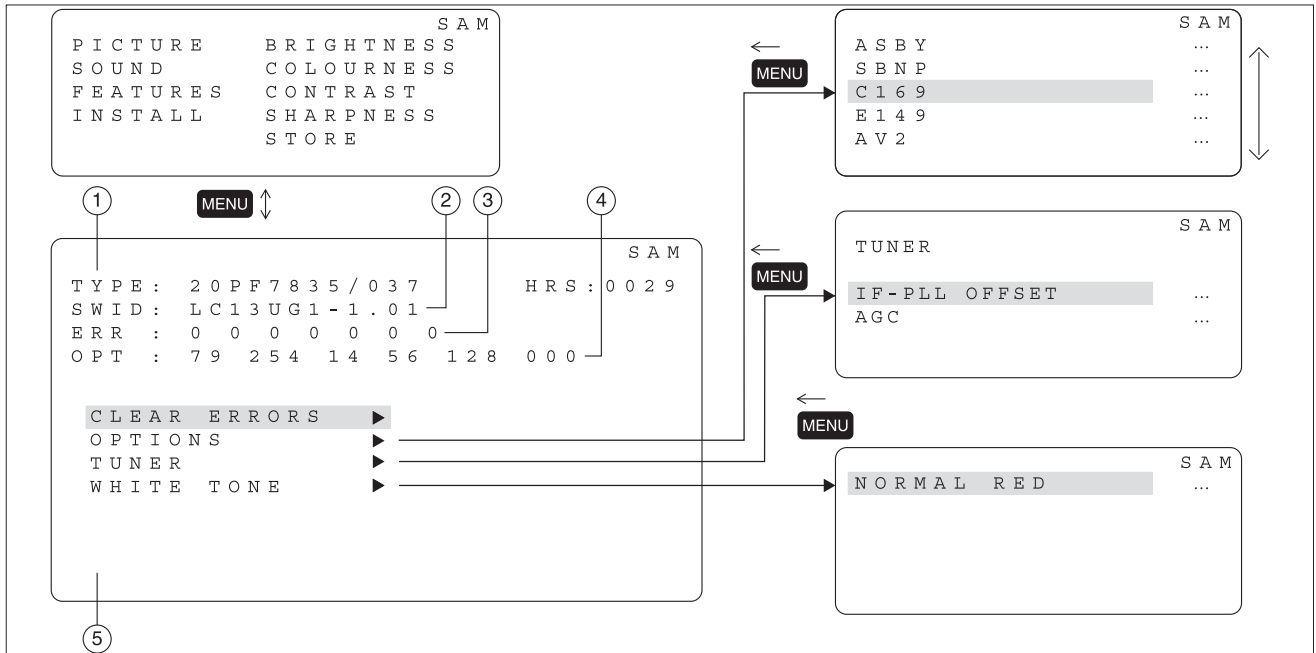 SAM
PICTURE BRIGHTNESS
SOUND COLOURNESS
FEATURES CONTRAST
INSTALL SHARPNESS
STORE
1
MENU
2
3
4
SAM
TYPE: 20PF7835/037 HRS:0029
SWID: LC13UG1-1.01
ERR : 0 0 0 0 0 0 0
OPT : 79 254 14 56 128 000
CLEAR ERRORS
OPTIONS
TUNER
WHITE TONE
5
MENU
SAM
ASBY ...
SBNP ...
C169 ...
E149 ...
AV2 ...
MENU
SAM
TUNER
IF-PLL OFFSET ...
AGC ...
MENU
SAM
NORMAL RED ...